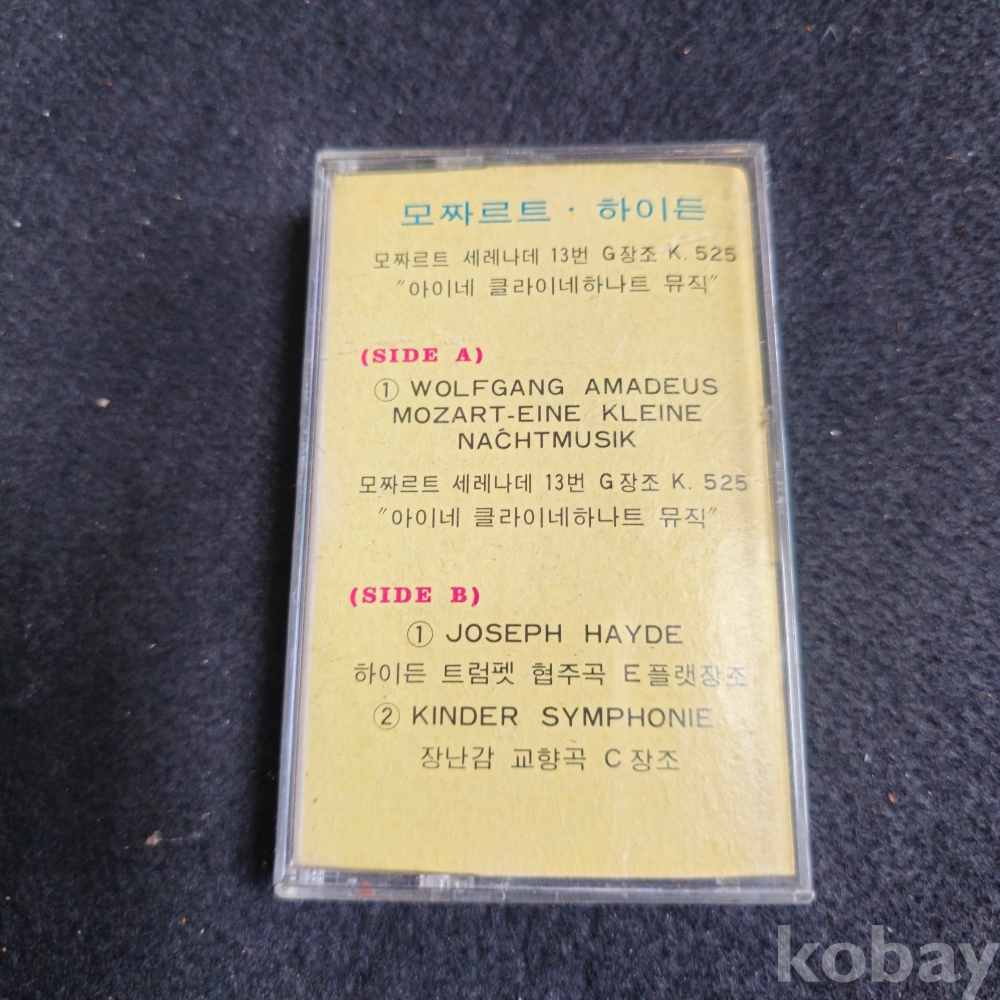 모짜르트 · 하이든
모짜르트 세레나데 13번 G장조 K. 525
"아이네 클라이네하나트 뮤직"
(SIDE A)
① WOLFGANG AMADEUS
MOZART-EINE KLEINE
NACHTMUSIK
모짜르트 세레나데 13번 G장조 K. 525
"아이네 클라이네하나트 뮤직"
(SIDE B)
① JOSEPH HAYDE
하이든 트럼펫 협주곡 E플랫장조
② KINDER SYMPHONIE
장난감 교향곡 C장조
kobay